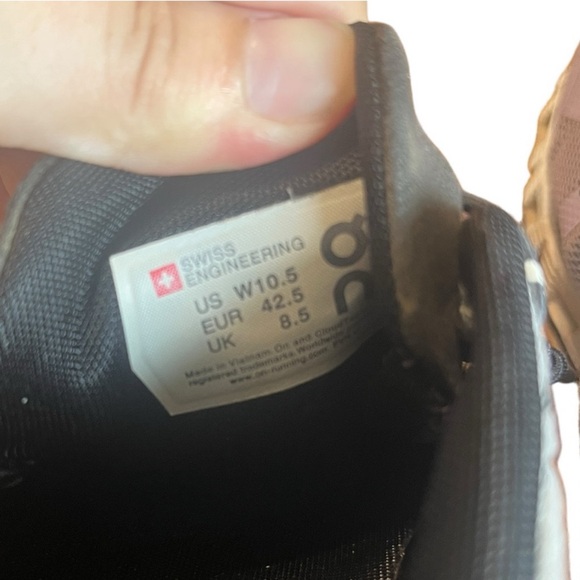 SWISS
ENGINEERING
US W10.5
EUR 42.5
UK 8.5
Made in Vietnam On and Cloud
registered trademarks Worldwide
www.on-running.com
On